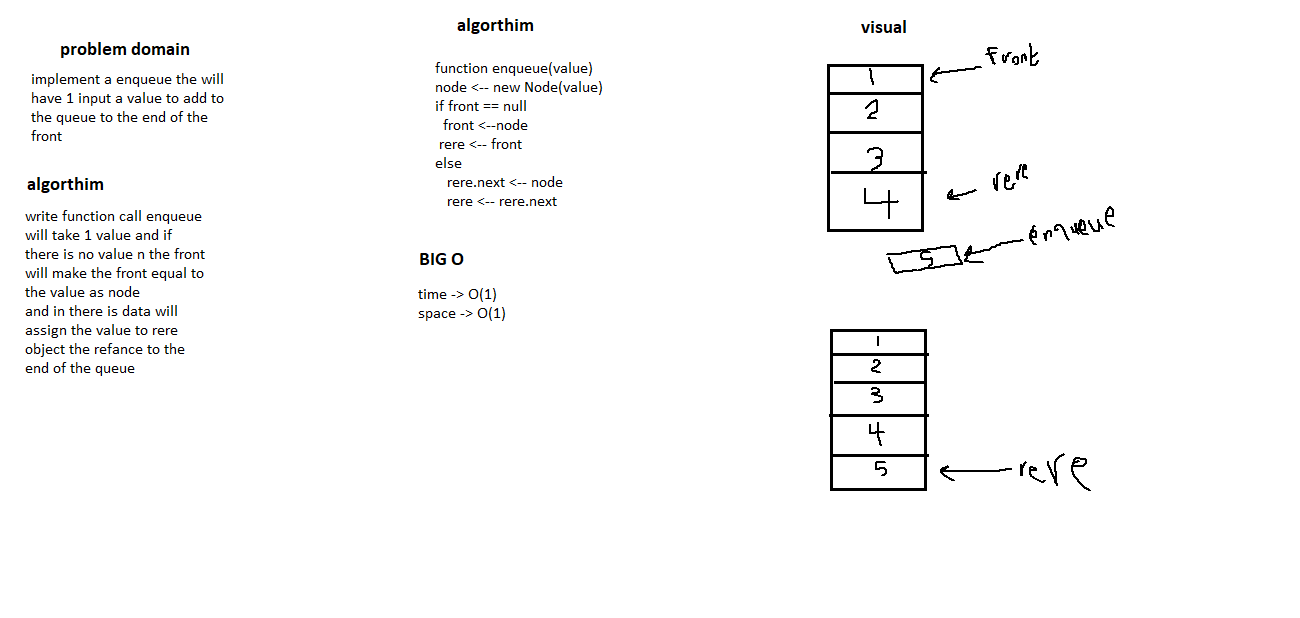 problem domain
implement a enqueue the will
have 1 input a value to add to
the queue to the end of the
front
algorthim
write function call enqueue
will take 1 value and if
there is no value n the front
will make the front equal to
the value as node
and in there is data will
assign the value to rere
object the refance to the
end of the queue
algorthim
function enqueue(value)
node <-- new Node(value)
if front == null
front <--node
rere <-- front
else
rere.next <-- node
rere <-- rere.next
BIG O
time -> O(1)
space -> O(1)
visual
Front
1
2
3
4
rere
enqueue
5
1
2
3
4
5
rere